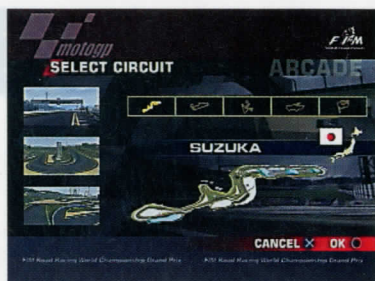 motogp
FIM
SELECT CIRCUIT
ARCADE
SUZUKA
CANCEL × OK ○
FIM Road Racing World Championship Grand Prix FIM Road Racing World Championship Grand Prix